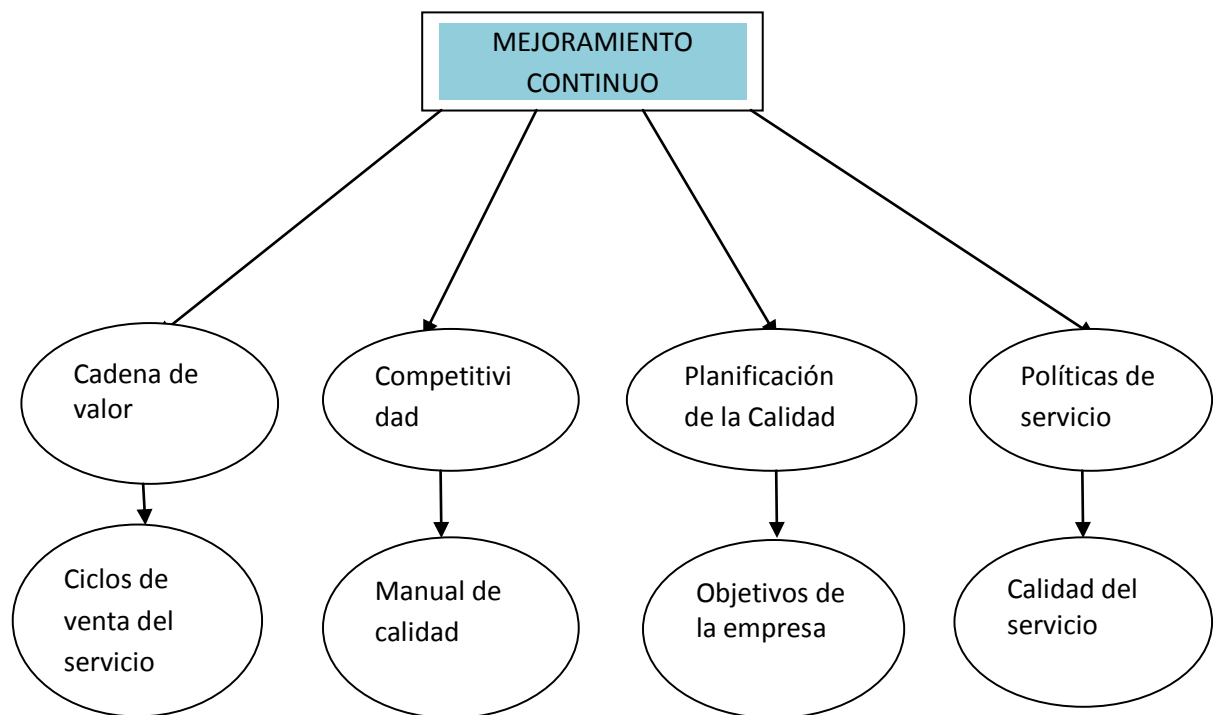 MEJORAMIENTO
CONTINUO
Cadena de
valor
Competitivi
dad
Planificación
de la Calidad
Políticas de
servicio
Ciclos de
venta del
servicio
Manual de
calidad
Objetivos de
la empresa
Calidad del
servicio